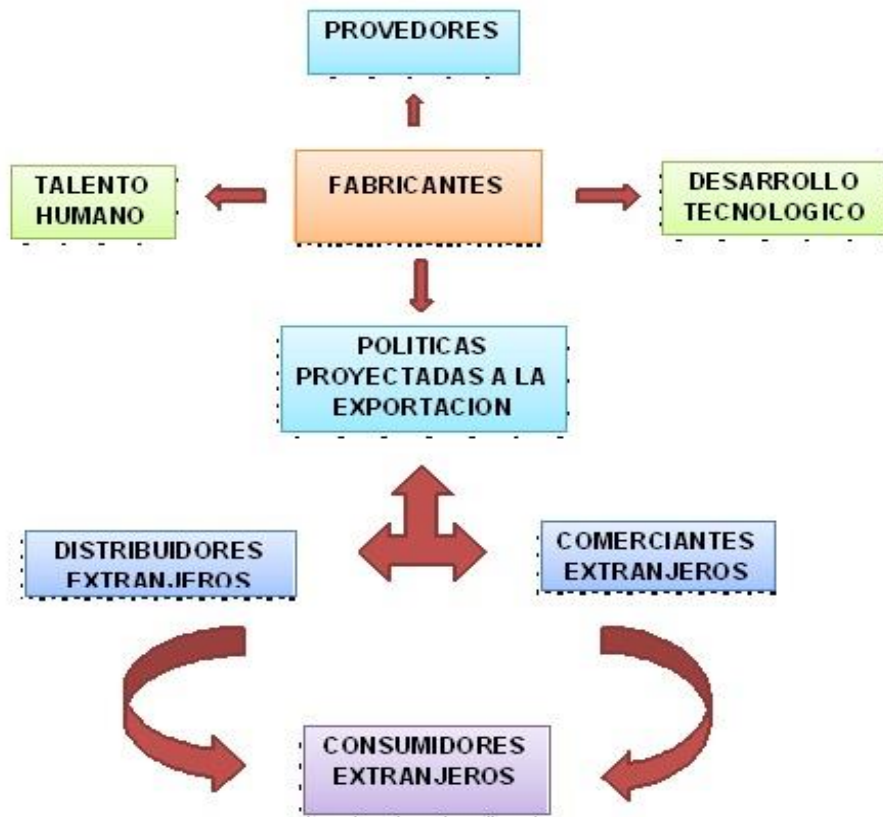 PROVEDORES
TALENTO
HUMANO
FABRICANTES
DESARROLLO
TECNOLOGICO
POLITICAS
PROYECTADAS A LA
EXPORTACION
DISTRIBUIDORES
EXTRANJEROS
COMERCIANTES
EXTRANJEROS
CONSUMIDORES
EXTRANJEROS